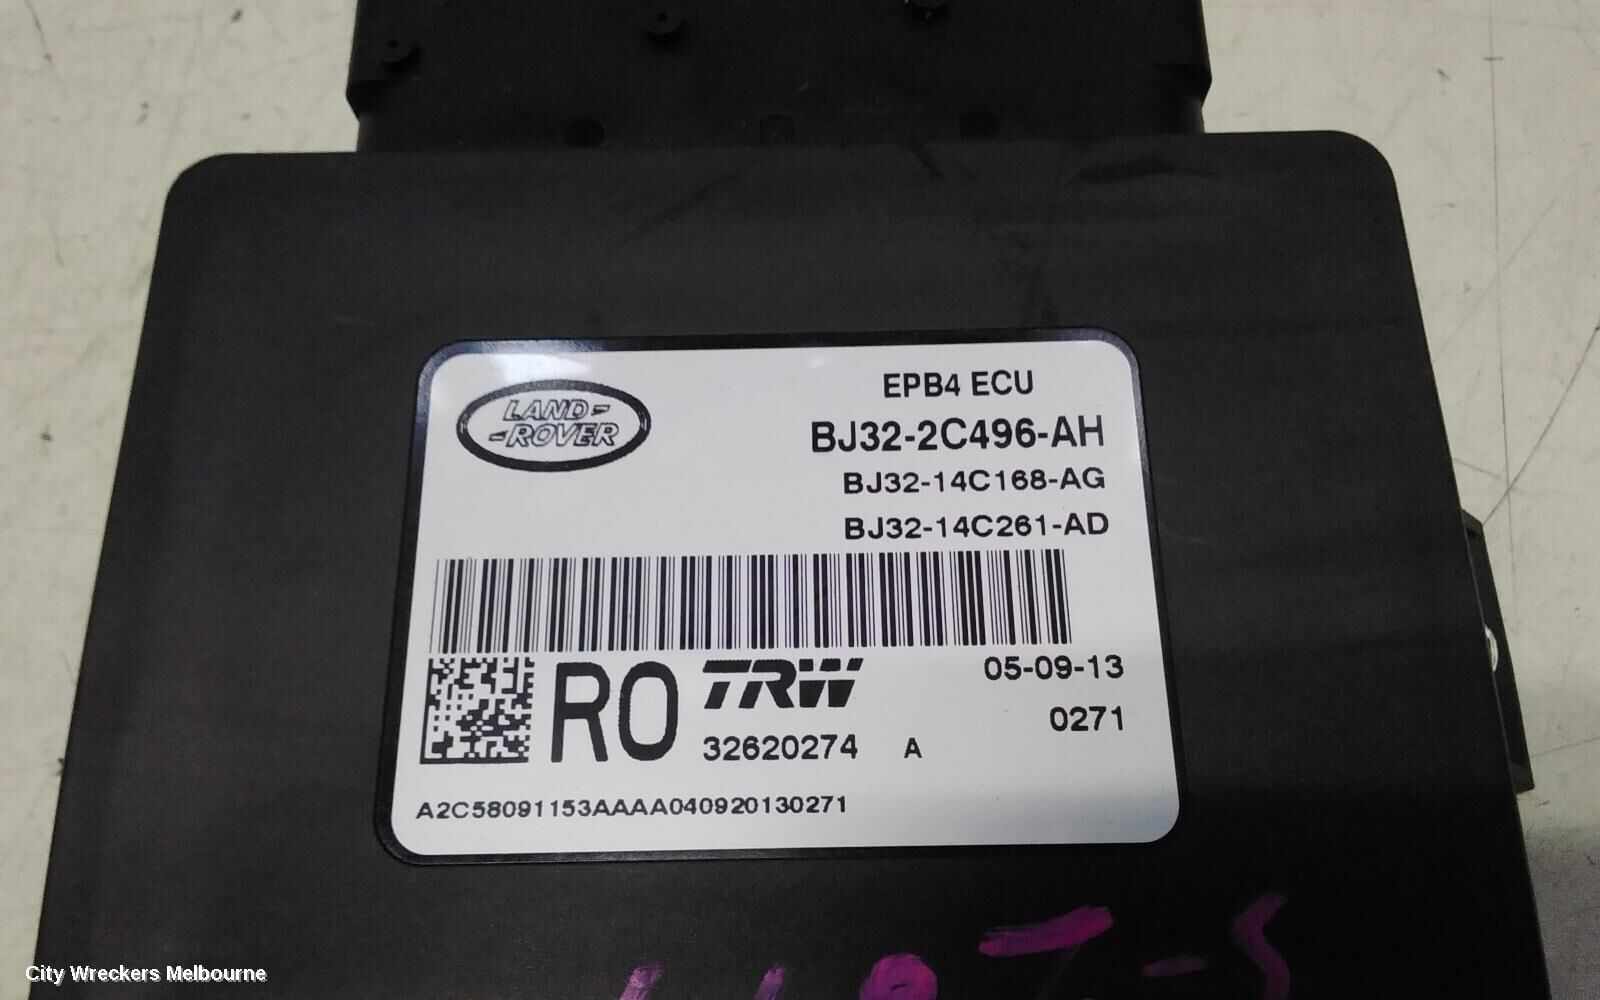 LAND-
-ROVER
EPB4 ECU
BJ32-2C496-AH
BJ32-14C168-AG
BJ32-14C261-AD
RO
TRW
05-09-13
0271
32620274 A
A2C58091153AAAA040920130271
City Wreckers Melbourne